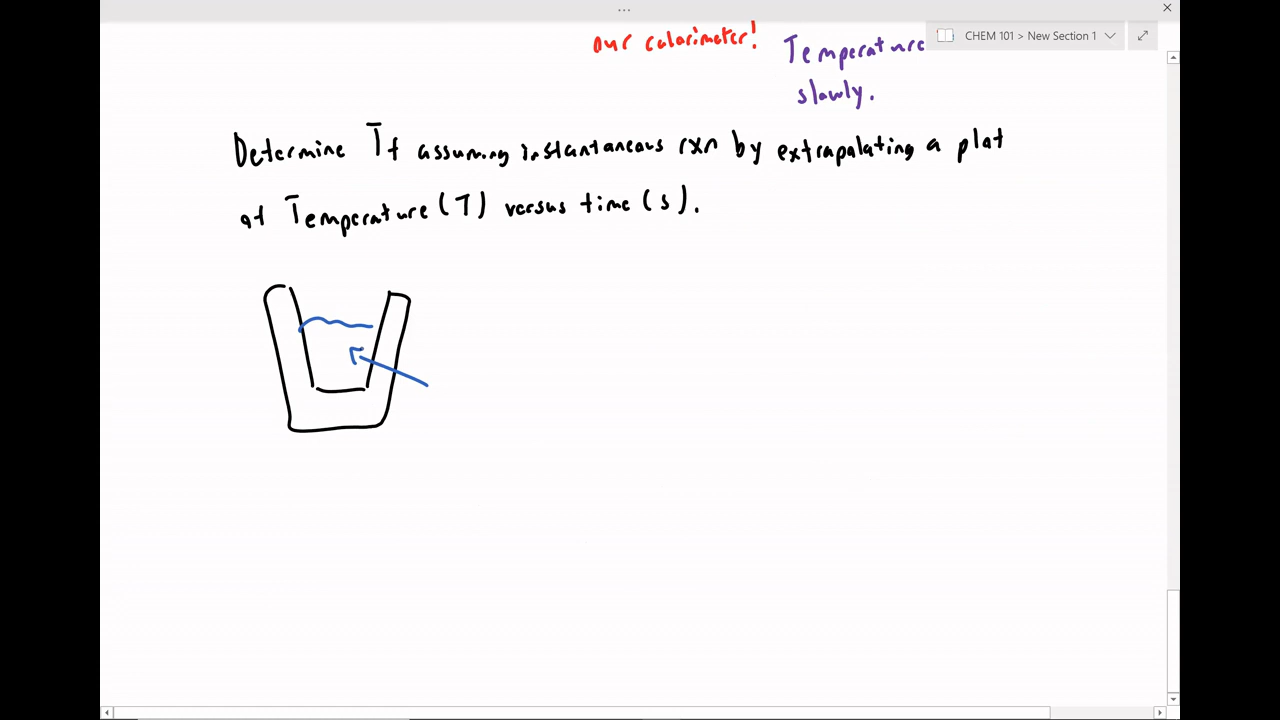 CHEM 101 > New Section 1
our calorimeter!
Temperature
slowly.
Determine Tf assuming instantaneous rxn by extrapolating a plot
of Temperature (T) versus time (s).